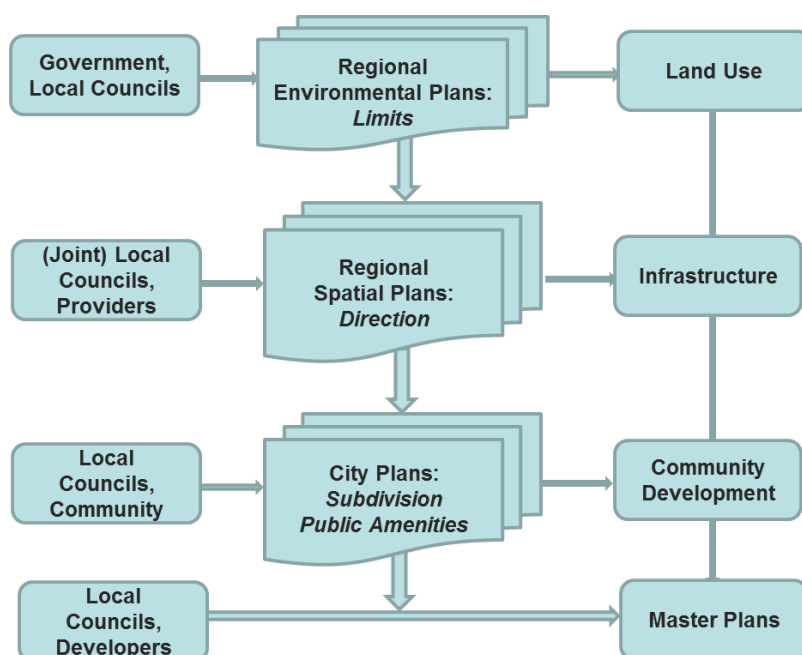 Government,
Local Councils
Regional
Environmental Plans:
Limits
Land Use
(Joint) Local
Councils,
Providers
Regional
Spatial Plans:
Direction
Infrastructure
Local
Councils,
Community
City Plans:
Subdivision
Public Amenities
Community
Development
Local
Councils,
Developers
Master Plans